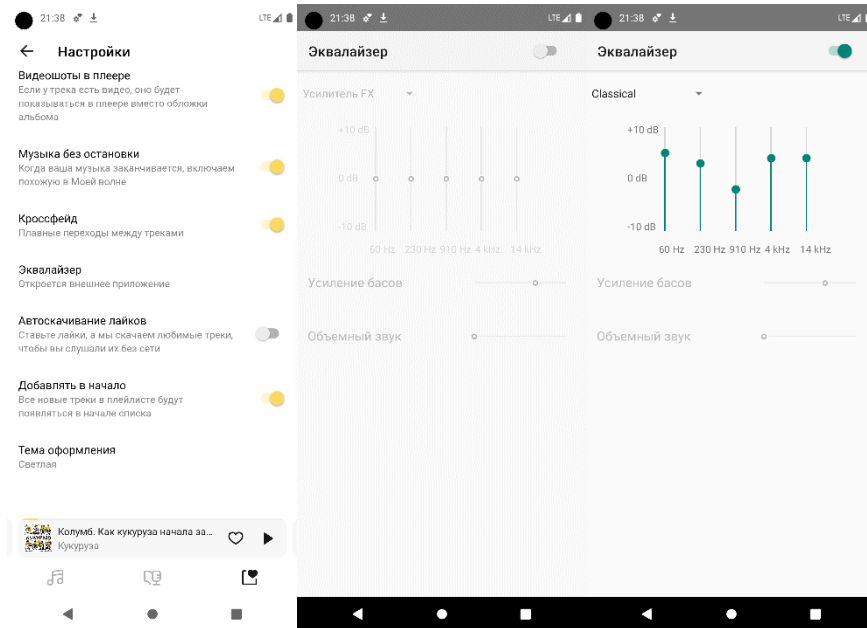 21:38
LTE
Настройки
Видеошоты в плеере
Если у трека есть видео, оно будет
показываться в плеере вместо обложки
альбома
Музыка без остановки
Когда ваша музыка заканчивается, включаем
похожую в Моей волне
Кроссфейд
Плавные переходы между треками
Эквалайзер
Откроется внешнее приложение
Автоскачивание лайков
Ставьте лайки, а мы скачаем любимые треки,
чтобы вы слушали их без сети
Добавлять в начало
Все новые треки в плейлисте будут
появляться в начале списка
Тема оформления
Светлая
Колумб. Как кукуруза начала за...
Кукуруза
21:38
LTE
Эквалайзер
Усилитель FX
+10 dB
0 dB
-10 dB
60 Hz 230 Hz 910 Hz 4 kHz 14 kHz
Усиление басов
Объемный звук
21:38
LTE
Эквалайзер
Classical
+10 dB
0 dB
-10 dB
60 Hz 230 Hz 910 Hz 4 kHz 14 kHz
Усиление басов
Объемный звук